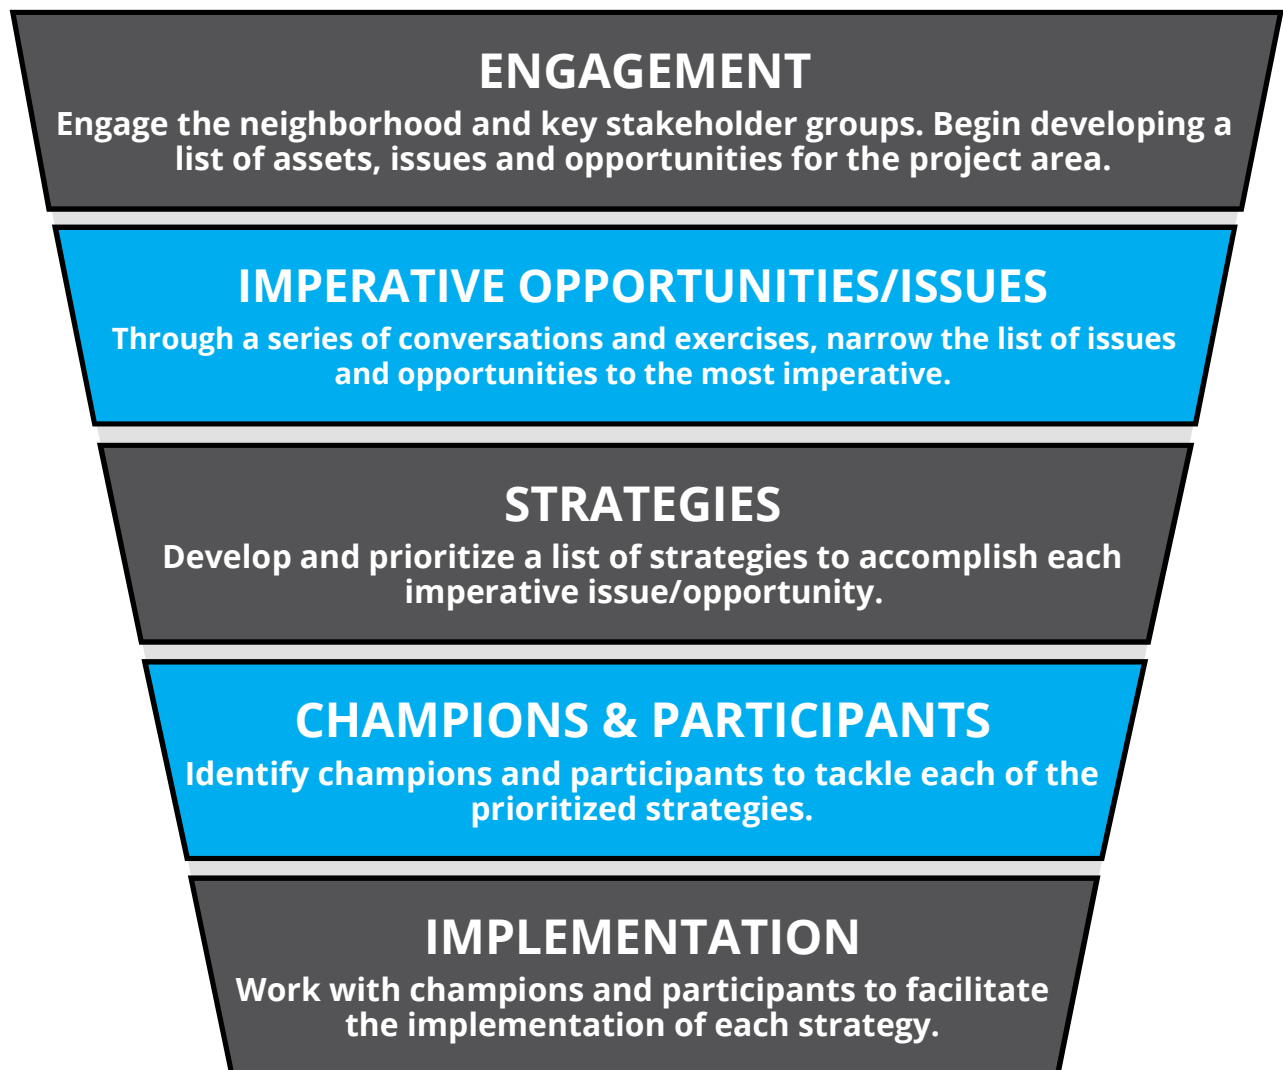 ENGAGEMENT
Engage the neighborhood and key stakeholder groups. Begin developing a
list of assets, issues and opportunities for the project area.
IMPERATIVE OPPORTUNITIES/ISSUES
Through a series of conversations and exercises, narrow the list of issues
and opportunities to the most imperative.
STRATEGIES
Develop and prioritize a list of strategies to accomplish each
imperative issue/opportunity.
CHAMPIONS & PARTICIPANTS
Identify champions and participants to tackle each of the
prioritized strategies.
IMPLEMENTATION
Work with champions and participants to facilitate
the implementation of each strategy.